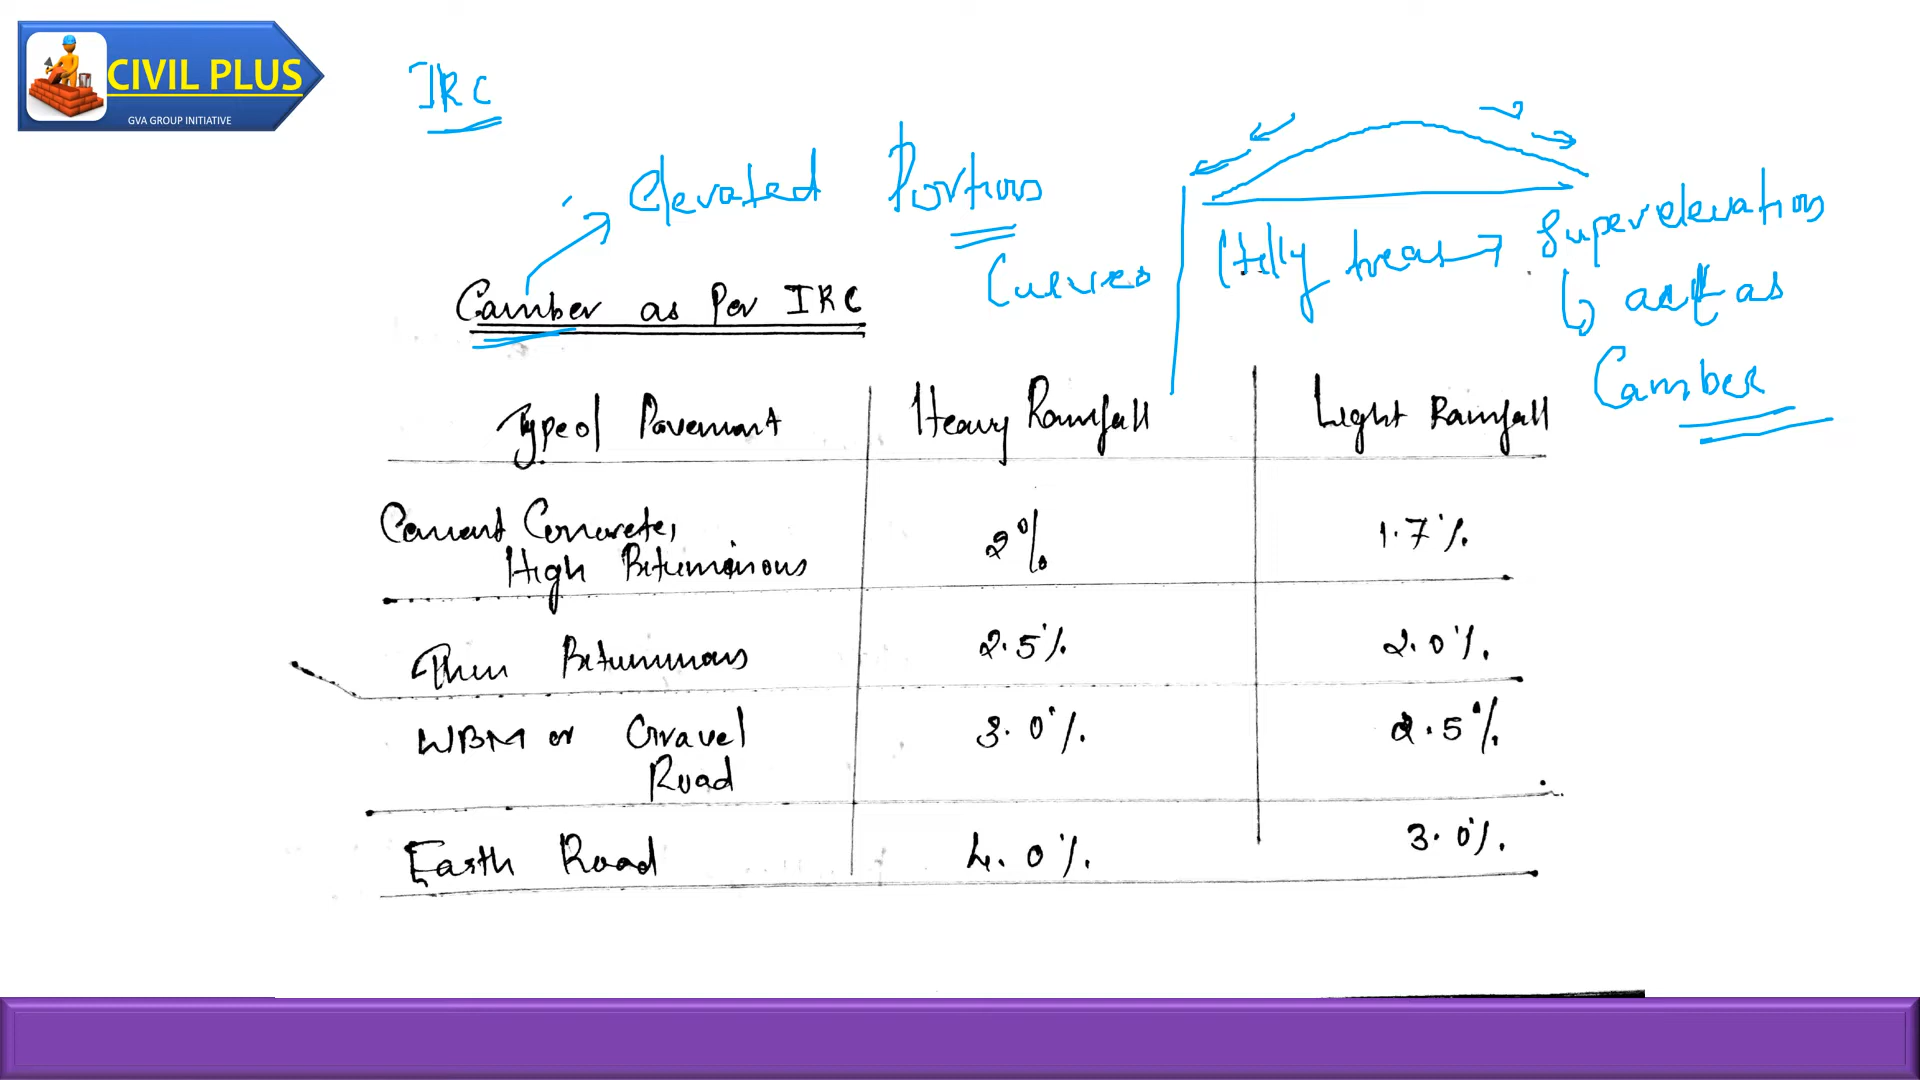 CIVIL PLUS
GVA GROUP INITIATIVE
IRC
Elevated Portions
Curves
Hilly Areas → Superelevation
↳ act as
Camber
Camber as Per IRC
Type of Pavement Heavy Rainfall Light Rainfall
Cement Concrete,
High Bituminous 2% 1.7%
Thin Bituminous 2.5% 2.0%
WBM or Gravel 3.0% 2.5%
Road
Earth Road 4.0% 3.0%